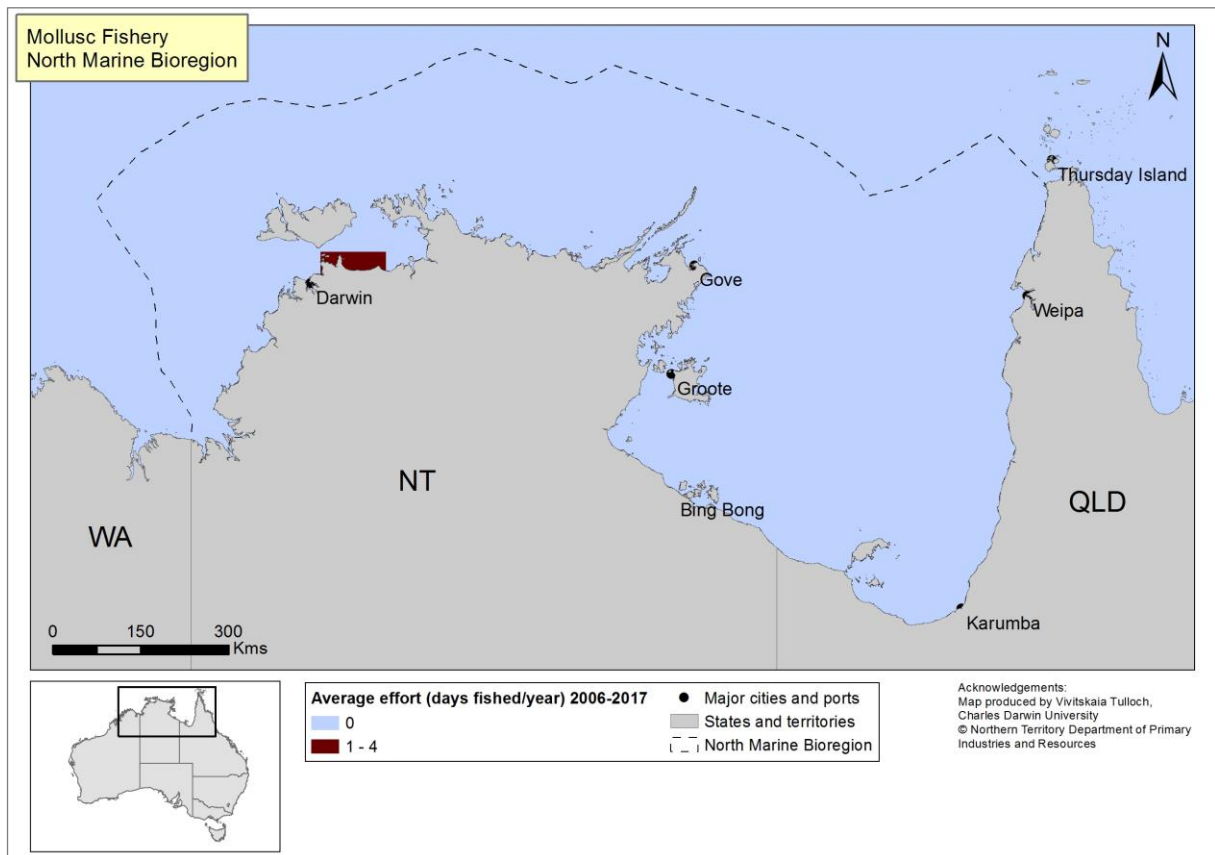 Mollusc Fishery
North Marine Bioregion
N
Thursday Island
Darwin
Gove
Weipa
Groote
NT
Bing Bong
QLD
WA
Karumba
0 150 300
Kms
Average effort (days fished/year) 2006-2017
0
1 - 4
Major cities and ports
States and territories
North Marine Bioregion
Acknowledgements:
Map produced by Vivitskaia Tulloch,
Charles Darwin University
© Northern Territory Department of Primary
Industries and Resources